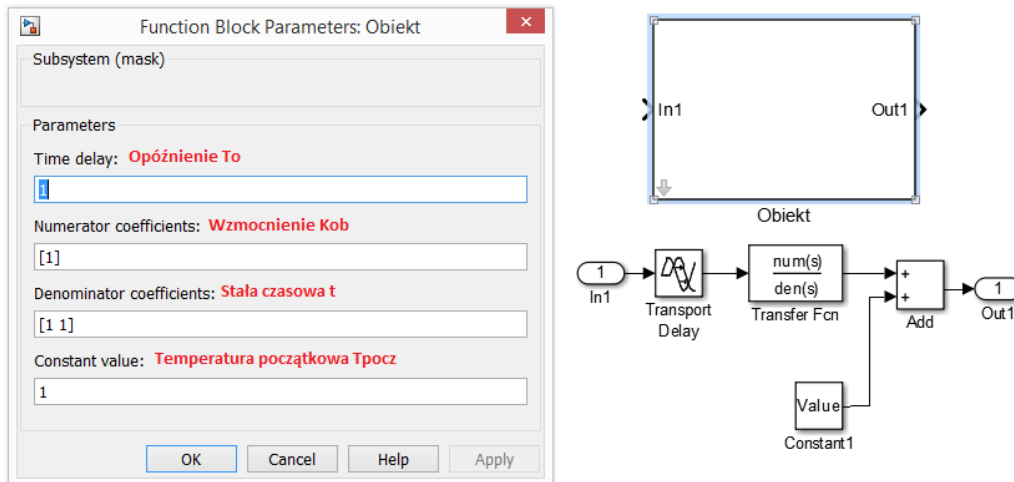 Function Block Parameters: Obiekt
Subsystem (mask)
Parameters
Time delay: Opóźnienie To
1
Numerator coefficients: Wzmocnienie Kob
[1]
Denominator coefficients: Stała czasowa t
[1 1]
Constant value: Temperatura początkowa Tpocz
1
OK Cancel Help Apply
In1 Out1
Obiekt
1
In1
Transport
Delay
num(s)
den(s)
Transfer Fcn
+
+
Add
1
Out1
Value
Constant1